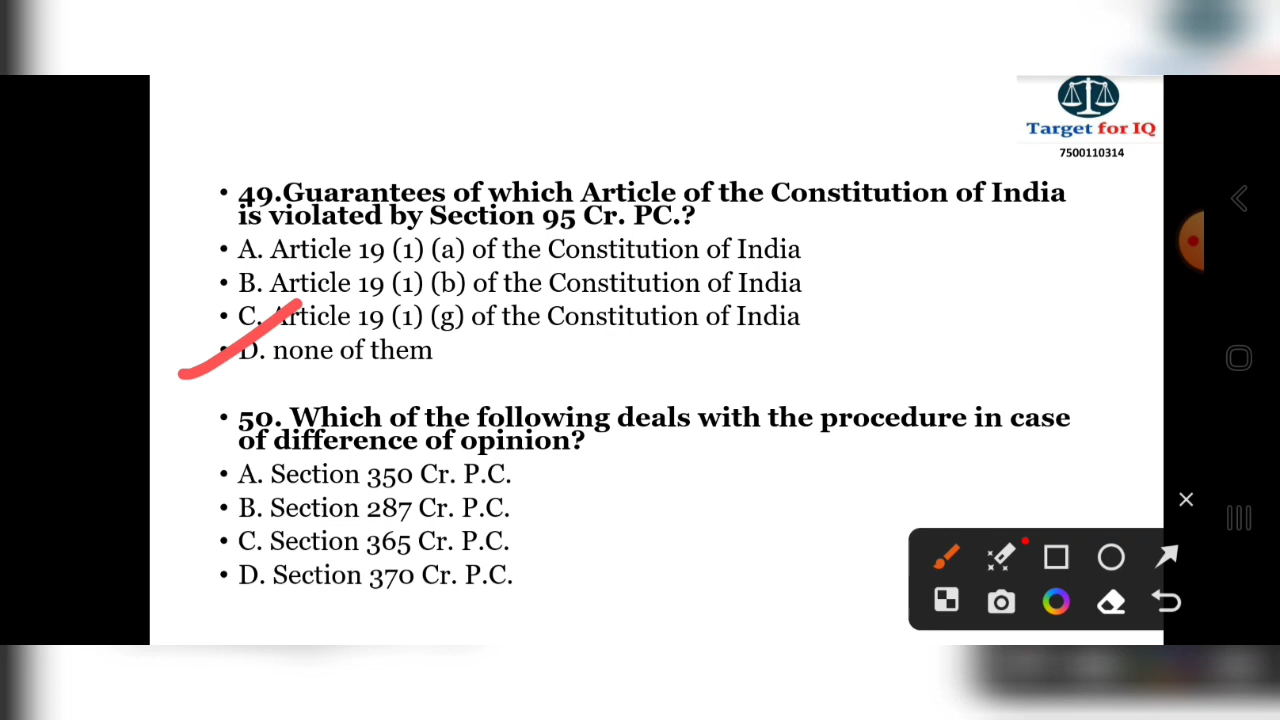 Target for IQ
7500110314
• 49.Guarantees of which Article of the Constitution of India
is violated by Section 95 Cr. PC.?
• A. Article 19 (1) (a) of the Constitution of India
• B. Article 19 (1) (b) of the Constitution of India
• C. Article 19 (1) (g) of the Constitution of India
• D. none of them
• 50. Which of the following deals with the procedure in case
of difference of opinion?
• A. Section 350 Cr. P.C.
• B. Section 287 Cr. P.C.
• C. Section 365 Cr. P.C.
• D. Section 370 Cr. P.C.